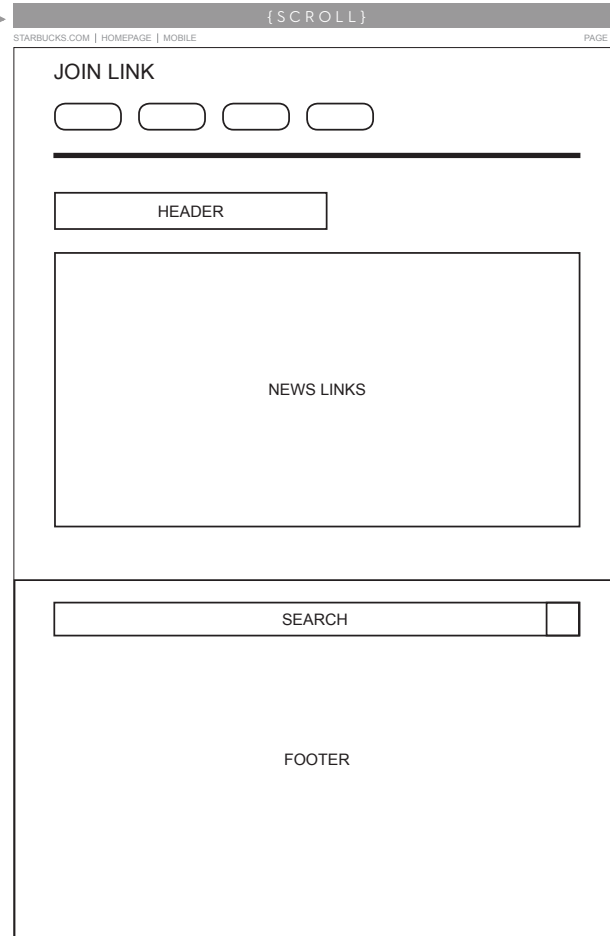 {SCROLL}
STARBUCKS.COM | HOMEPAGE | MOBILE PAGE
JOIN LINK
HEADER
NEWS LINKS
SEARCH
FOOTER